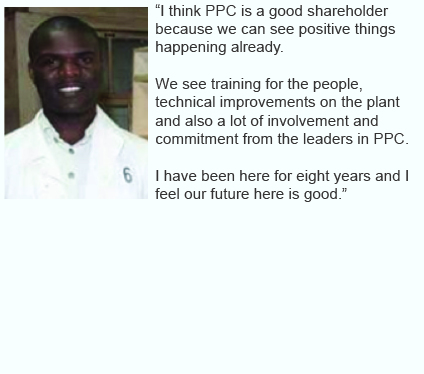 “I think PPC is a good shareholder
because we can see positive things
happening already.
We see training for the people,
technical improvements on the plant
and also a lot of involvement and
commitment from the leaders in PPC.
I have been here for eight years and I
feel our future here is good.”
6